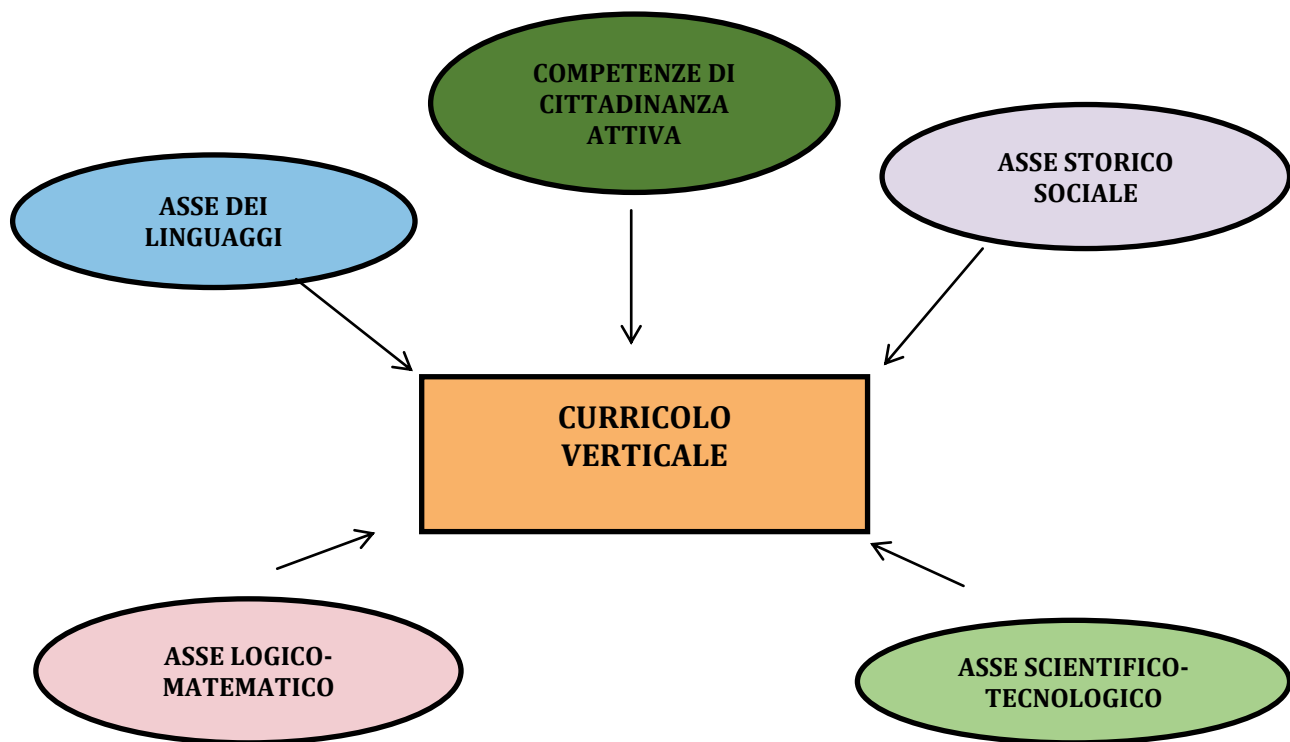 COMPETENZE DI
CITTADINANZA
ATTIVA
ASSE STORICO
SOCIALE
ASSE DEI
LINGUAGGI
CURRICOLO
VERTICALE
ASSE LOGICO-
MATEMATICO
ASSE SCIENTIFICO-
TECNOLOGICO